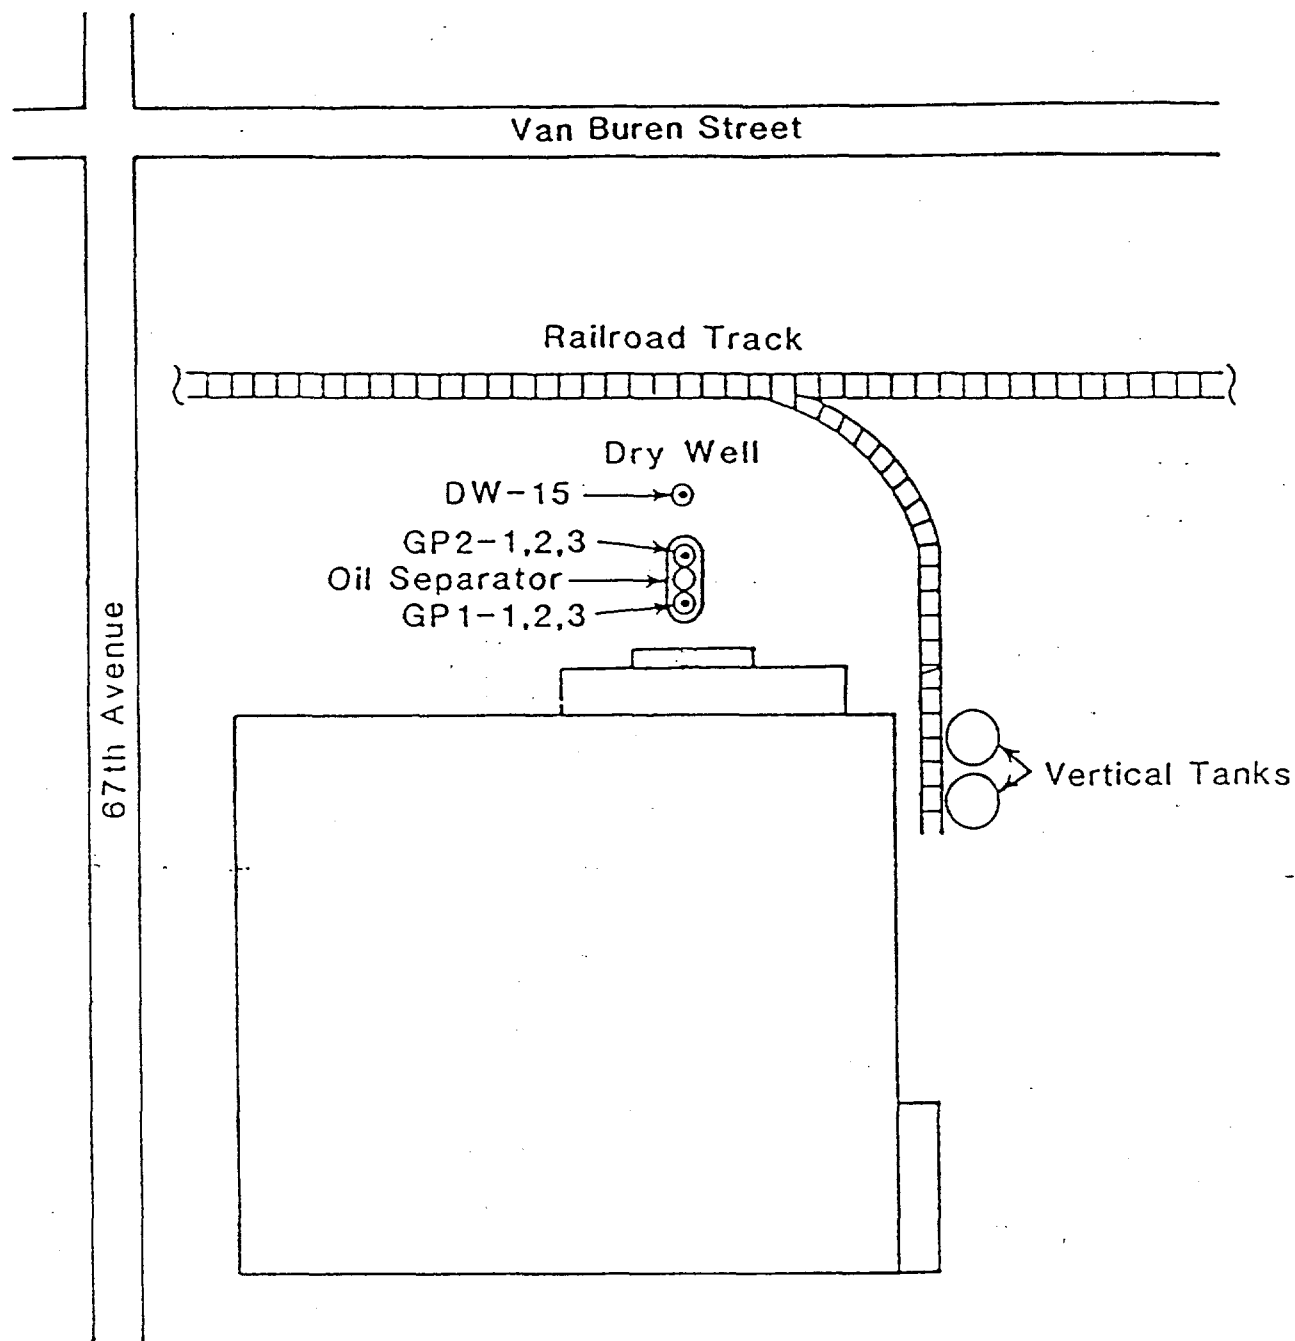 Van Buren Street
Railroad Track
Dry Well
DW-15
GP2-1,2,3
Oil Separator
GP1-1,2,3
67th Avenue
Vertical Tanks